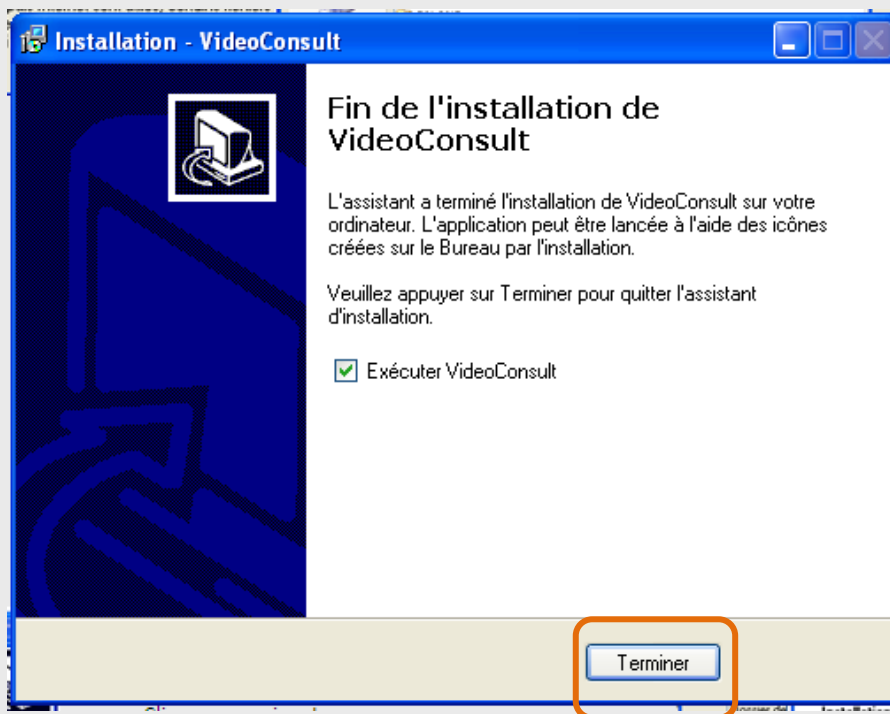 Installation - VideoConsult
Fin de l'installation de
VideoConsult
L'assistant a terminé l'installation de VideoConsult sur votre
ordinateur. L'application peut être lancée à l'aide des icônes
créées sur le Bureau par l'installation.
Veuillez appuyer sur Terminer pour quitter l'assistant
d'installation.
Exécuter VideoConsult
Terminer